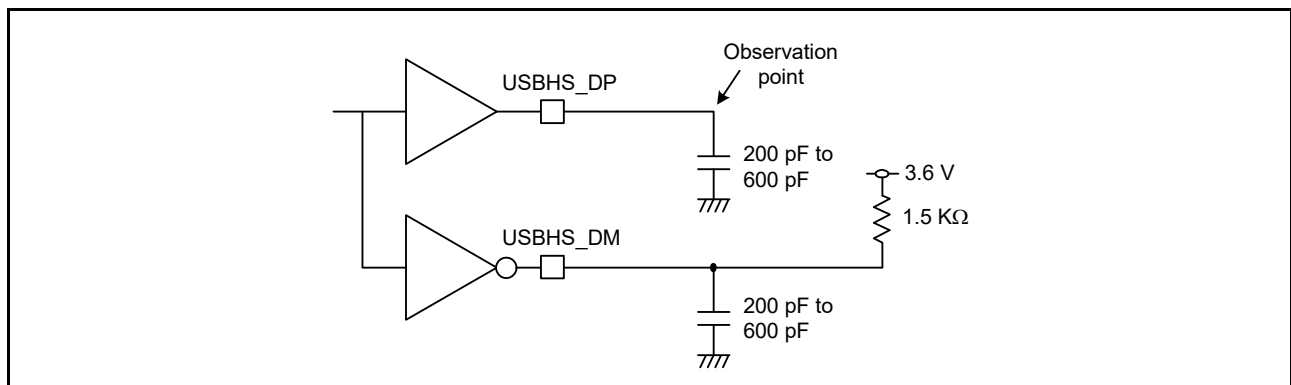 Observation
point
USBHS_DP
200 pF to
600 pF
3.6 V
1.5 KΩ
USBHS_DM
200 pF to
600 pF